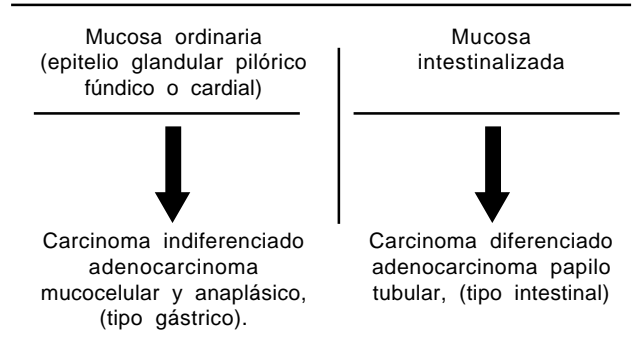 Mucosa ordinaria
(epitelio glandular pilórico
fúndico o cardial)
Mucosa
intestinalizada
Carcinoma indiferenciado
adenocarcinoma
mucocelular y anaplásico,
(tipo gástrico).
Carcinoma diferenciado
adenocarcinoma papilo
tubular, (tipo intestinal)